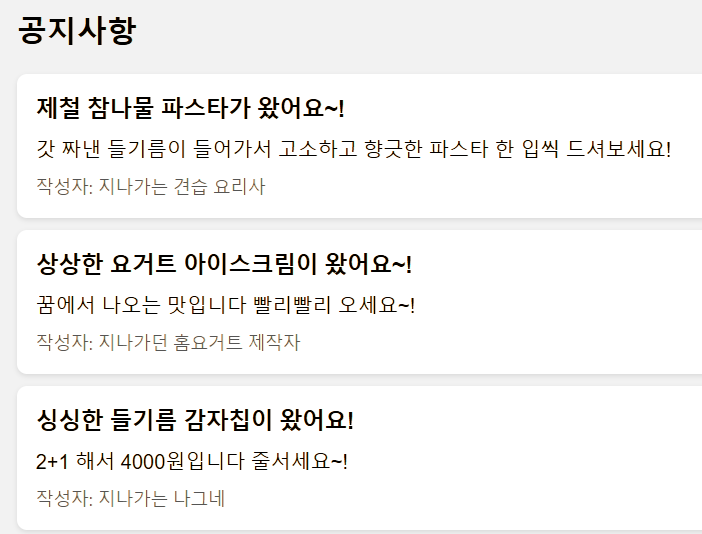 공지사항
제철 참나물 파스타가 왔어요~!
갓 짜낸 들기름이 들어가서 고소하고 향긋한 파스타 한 입씩 드셔보세요!
작성자: 지나가는 견습 요리사
상상한 요거트 아이스크림이 왔어요~!
꿈에서 나오는 맛입니다 빨리빨리 오세요~!
작성자: 지나가던 홈요거트 제작자
싱싱한 들기름 감자칩이 왔어요!
2+1 해서 4000원입니다 줄서세요~!
작성자: 지나가는 나그네